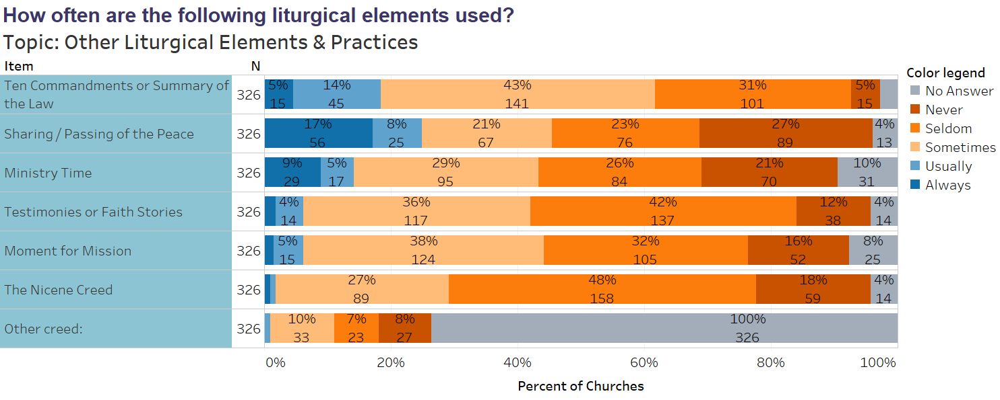 How often are the following liturgical elements used?
Topic: Other Liturgical Elements & Practices
Item N
Color legend
No Answer
Never
Seldom
Sometimes
Usually
Always
Ten Commandments or Summary of
the Law
326
5% 14% 43% 31% 5%
15 45 141 101 15
Sharing / Passing of the Peace
326
17% 8% 21% 23% 27% 4%
56 25 67 76 89 13
Ministry Time
326
9% 5% 29% 26% 21% 10%
29 17 95 84 70 31
Testimonies or Faith Stories
326
4% 36% 42% 12% 4%
14 117 137 38 14
Moment for Mission
326
5% 38% 32% 16% 8%
15 124 105 52 25
The Nicene Creed
326
27% 48% 18% 4%
89 158 59 14
Other creed:
326
10% 7% 8% 100%
33 23 27 326
0% 20% 40% 60% 80% 100%
Percent of Churches